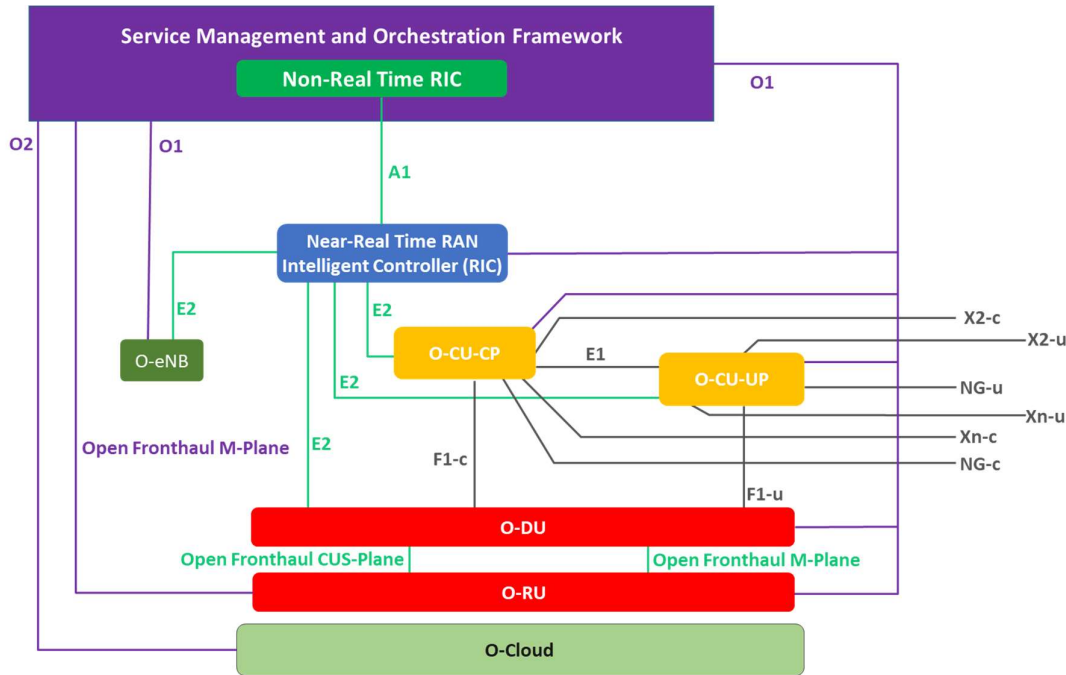 Service Management and Orchestration Framework
Non-Real Time RIC
O1
O2
O1
A1
Near-Real Time RAN
Intelligent Controller (RIC)
E2
E2
X2-c
X2-u
O-eNB
O-CU-CP
E1
O-CU-UP
E2
NG-u
Xn-u
Open Fronthaul M-Plane
E2
Xn-c
F1-c
NG-c
F1-u
O-DU
Open Fronthaul CUS-Plane
Open Fronthaul M-Plane
O-RU
O-Cloud